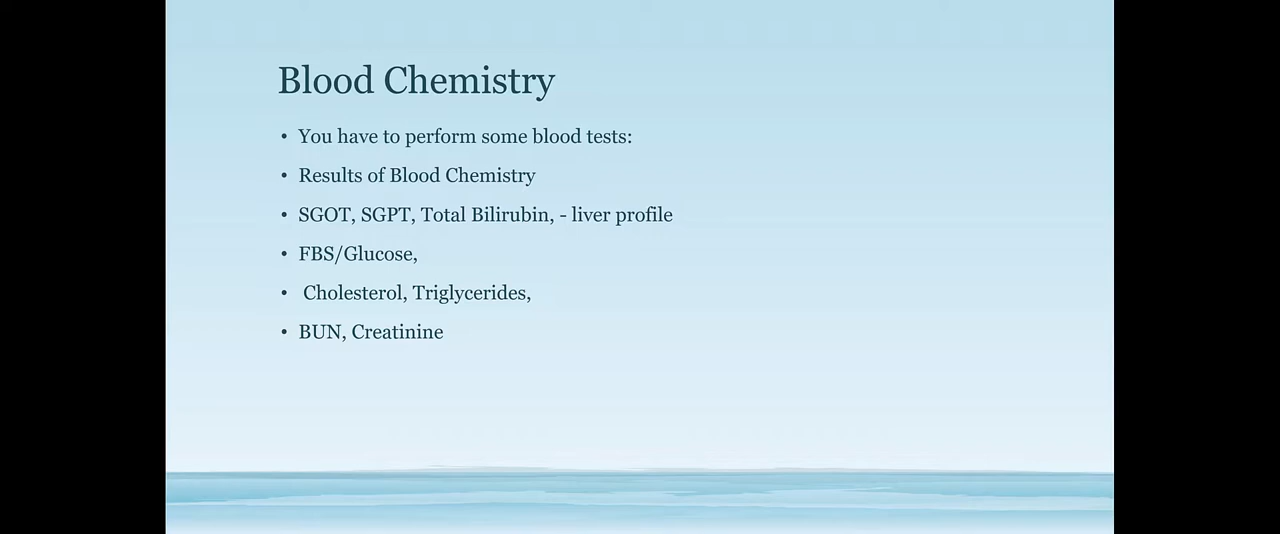 Blood Chemistry
• You have to perform some blood tests:
• Results of Blood Chemistry
• SGOT, SGPT, Total Bilirubin, - liver profile
• FBS/Glucose,
• Cholesterol, Triglycerides,
• BUN, Creatinine